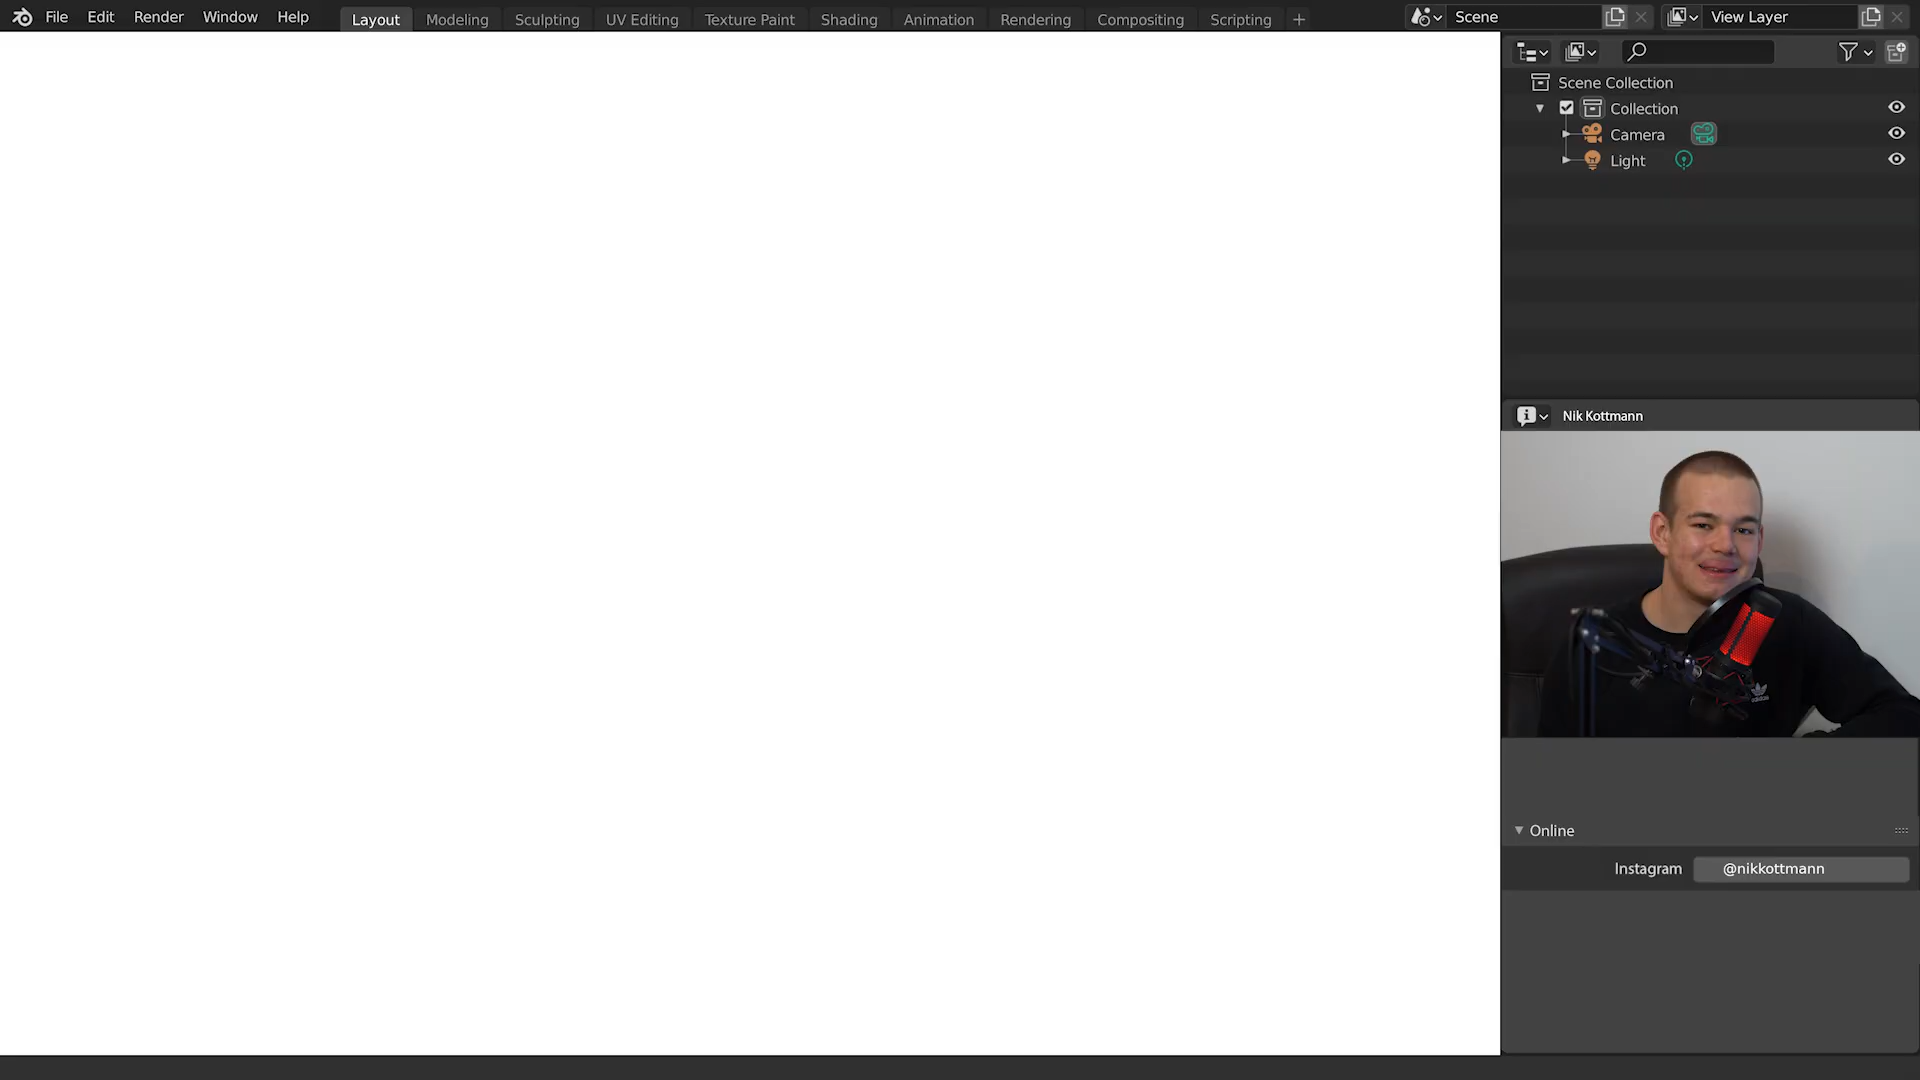 File Edit Render Window Help Layout Modeling Sculpting UV Editing Texture Paint Shading Animation Rendering Compositing Scripting + Scene View Layer
Scene Collection
Collection
Camera
Light
Nik Kottmann
adidas
Online
Instagram @nikkottmann